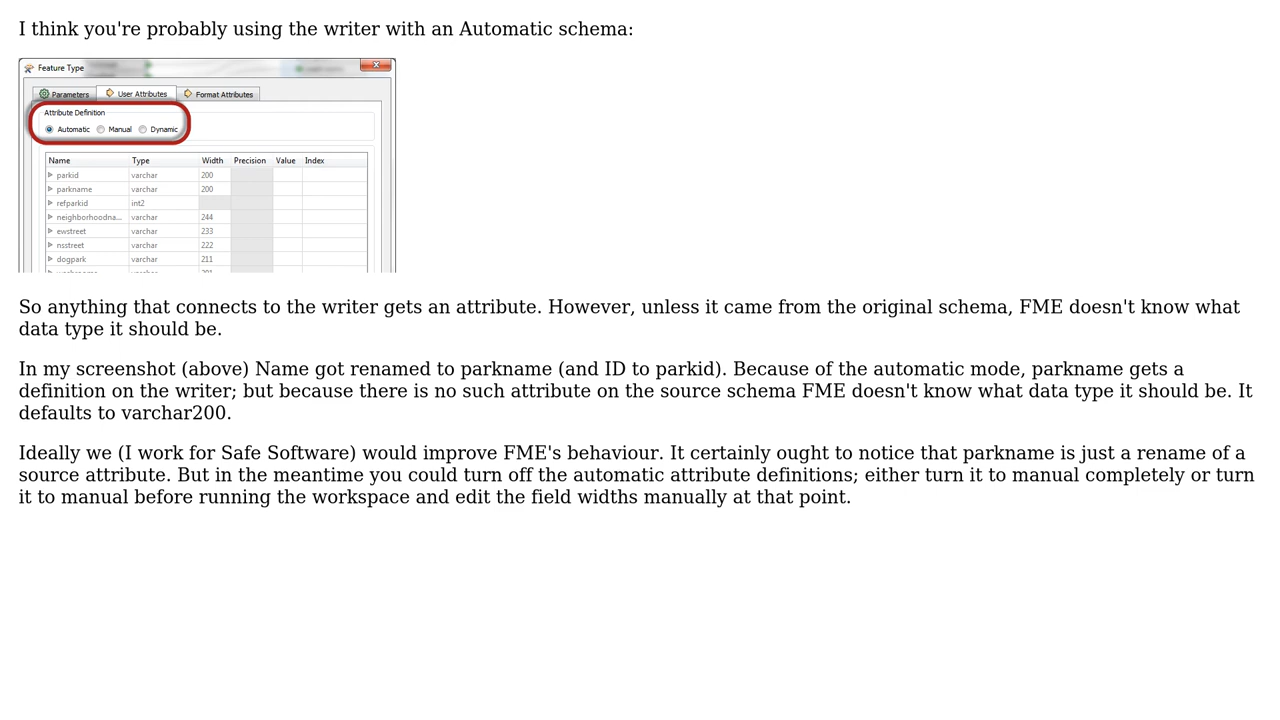 I think you're probably using the writer with an Automatic schema:
Feature Type
Parameters User Attributes Format Attributes
Attribute Definition
Automatic Manual Dynamic
Name Type Width Precision Value Index
parkid varchar 200
parkname varchar 200
refparkid int2
neighborhoodna... varchar 244
ewstreet varchar 233
nsstreet varchar 222
dogpark varchar 211
So anything that connects to the writer gets an attribute. However, unless it came from the original schema, FME doesn't know what
data type it should be.
In my screenshot (above) Name got renamed to parkname (and ID to parkid). Because of the automatic mode, parkname gets a
definition on the writer; but because there is no such attribute on the source schema FME doesn't know what data type it should be. It
defaults to varchar200.
Ideally we (I work for Safe Software) would improve FME's behaviour. It certainly ought to notice that parkname is just a rename of a
source attribute. But in the meantime you could turn off the automatic attribute definitions; either turn it to manual completely or turn
it to manual before running the workspace and edit the field widths manually at that point.